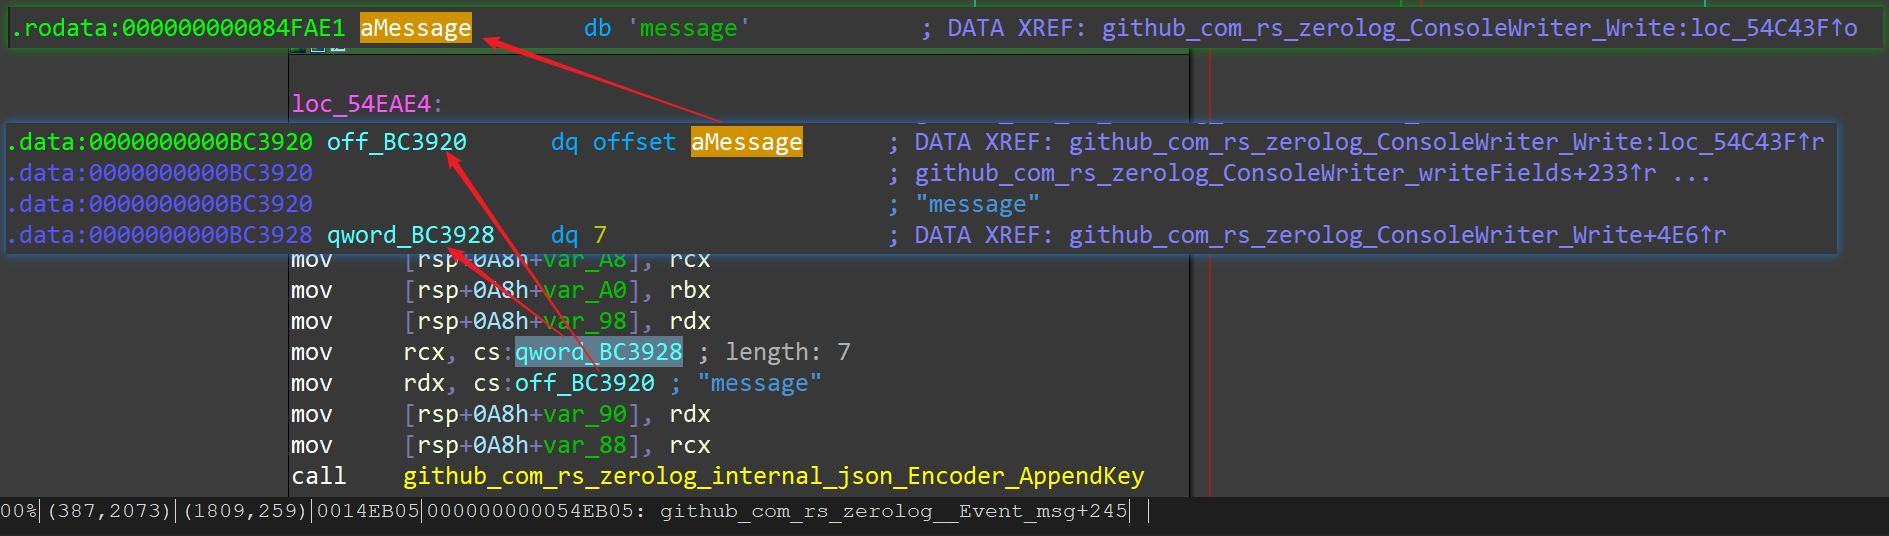 .rodata:000000000084FAE1 aMessage db 'message' ; DATA XREF: github_com_rs_zerolog_ConsoleWriter_Write:loc_54C43F↑o
loc_54EAE4:
.data:0000000000BC3920 off_BC3920 dq offset aMessage ; DATA XREF: github_com_rs_zerolog_ConsoleWriter_Write:loc_54C43F↑r
.data:0000000000BC3920 ; github_com_rs_zerolog_ConsoleWriter_writeFields+233↑r ...
.data:0000000000BC3920 ; "message"
.data:0000000000BC3928 qword_BC3928 dq 7 ; DATA XREF: github_com_rs_zerolog_ConsoleWriter_Write+4E6↑r
mov [rsp+0A8h+var_A8], rcx
mov [rsp+0A8h+var_A0], rbx
mov [rsp+0A8h+var_98], rdx
mov rcx, cs:qword_BC3928 ; length: 7
mov rdx, cs:off_BC3920 ; "message"
mov [rsp+0A8h+var_90], rdx
mov [rsp+0A8h+var_88], rcx
call github_com_rs_zerolog_internal_json_Encoder_AppendKey
00% (387,2073) (1809,259) 0014EB05 000000000054EB05: github_com_rs_zerolog__Event_msg+245